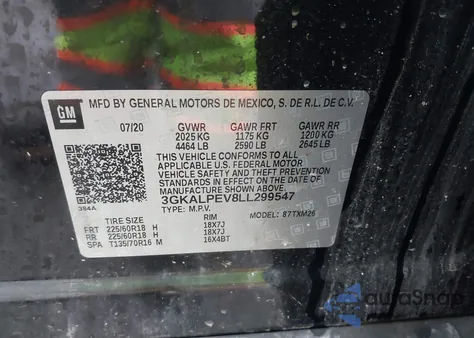 GM
MFD BY GENERAL MOTORS DE MEXICO, S. DE R.L. DE C.V.
07/20 GVWR GAWR FRT GAWR RR
2025 KG 1175 KG 1200 KG
4464 LB 2590 LB 2645 LB
THIS VEHICLE CONFORMS TO ALL
APPLICABLE U.S. FEDERAL MOTOR
VEHICLE SAFETY, BUMPER, AND THEFT
PREVENTION STANDARDS IN EFFECT ON
THE DATE OF MANUFACTURE SHOWN ABOVE.
3GKALPEV8LL299547
384A
TYPE: M.P.V. MODEL: 87TXM26
TIRE SIZE RIM
FRT 225/60R18 H 18X7J
RR 225/60R18 H 18X7J
SPA T135/70R16 M 16X4BT
autoSnap